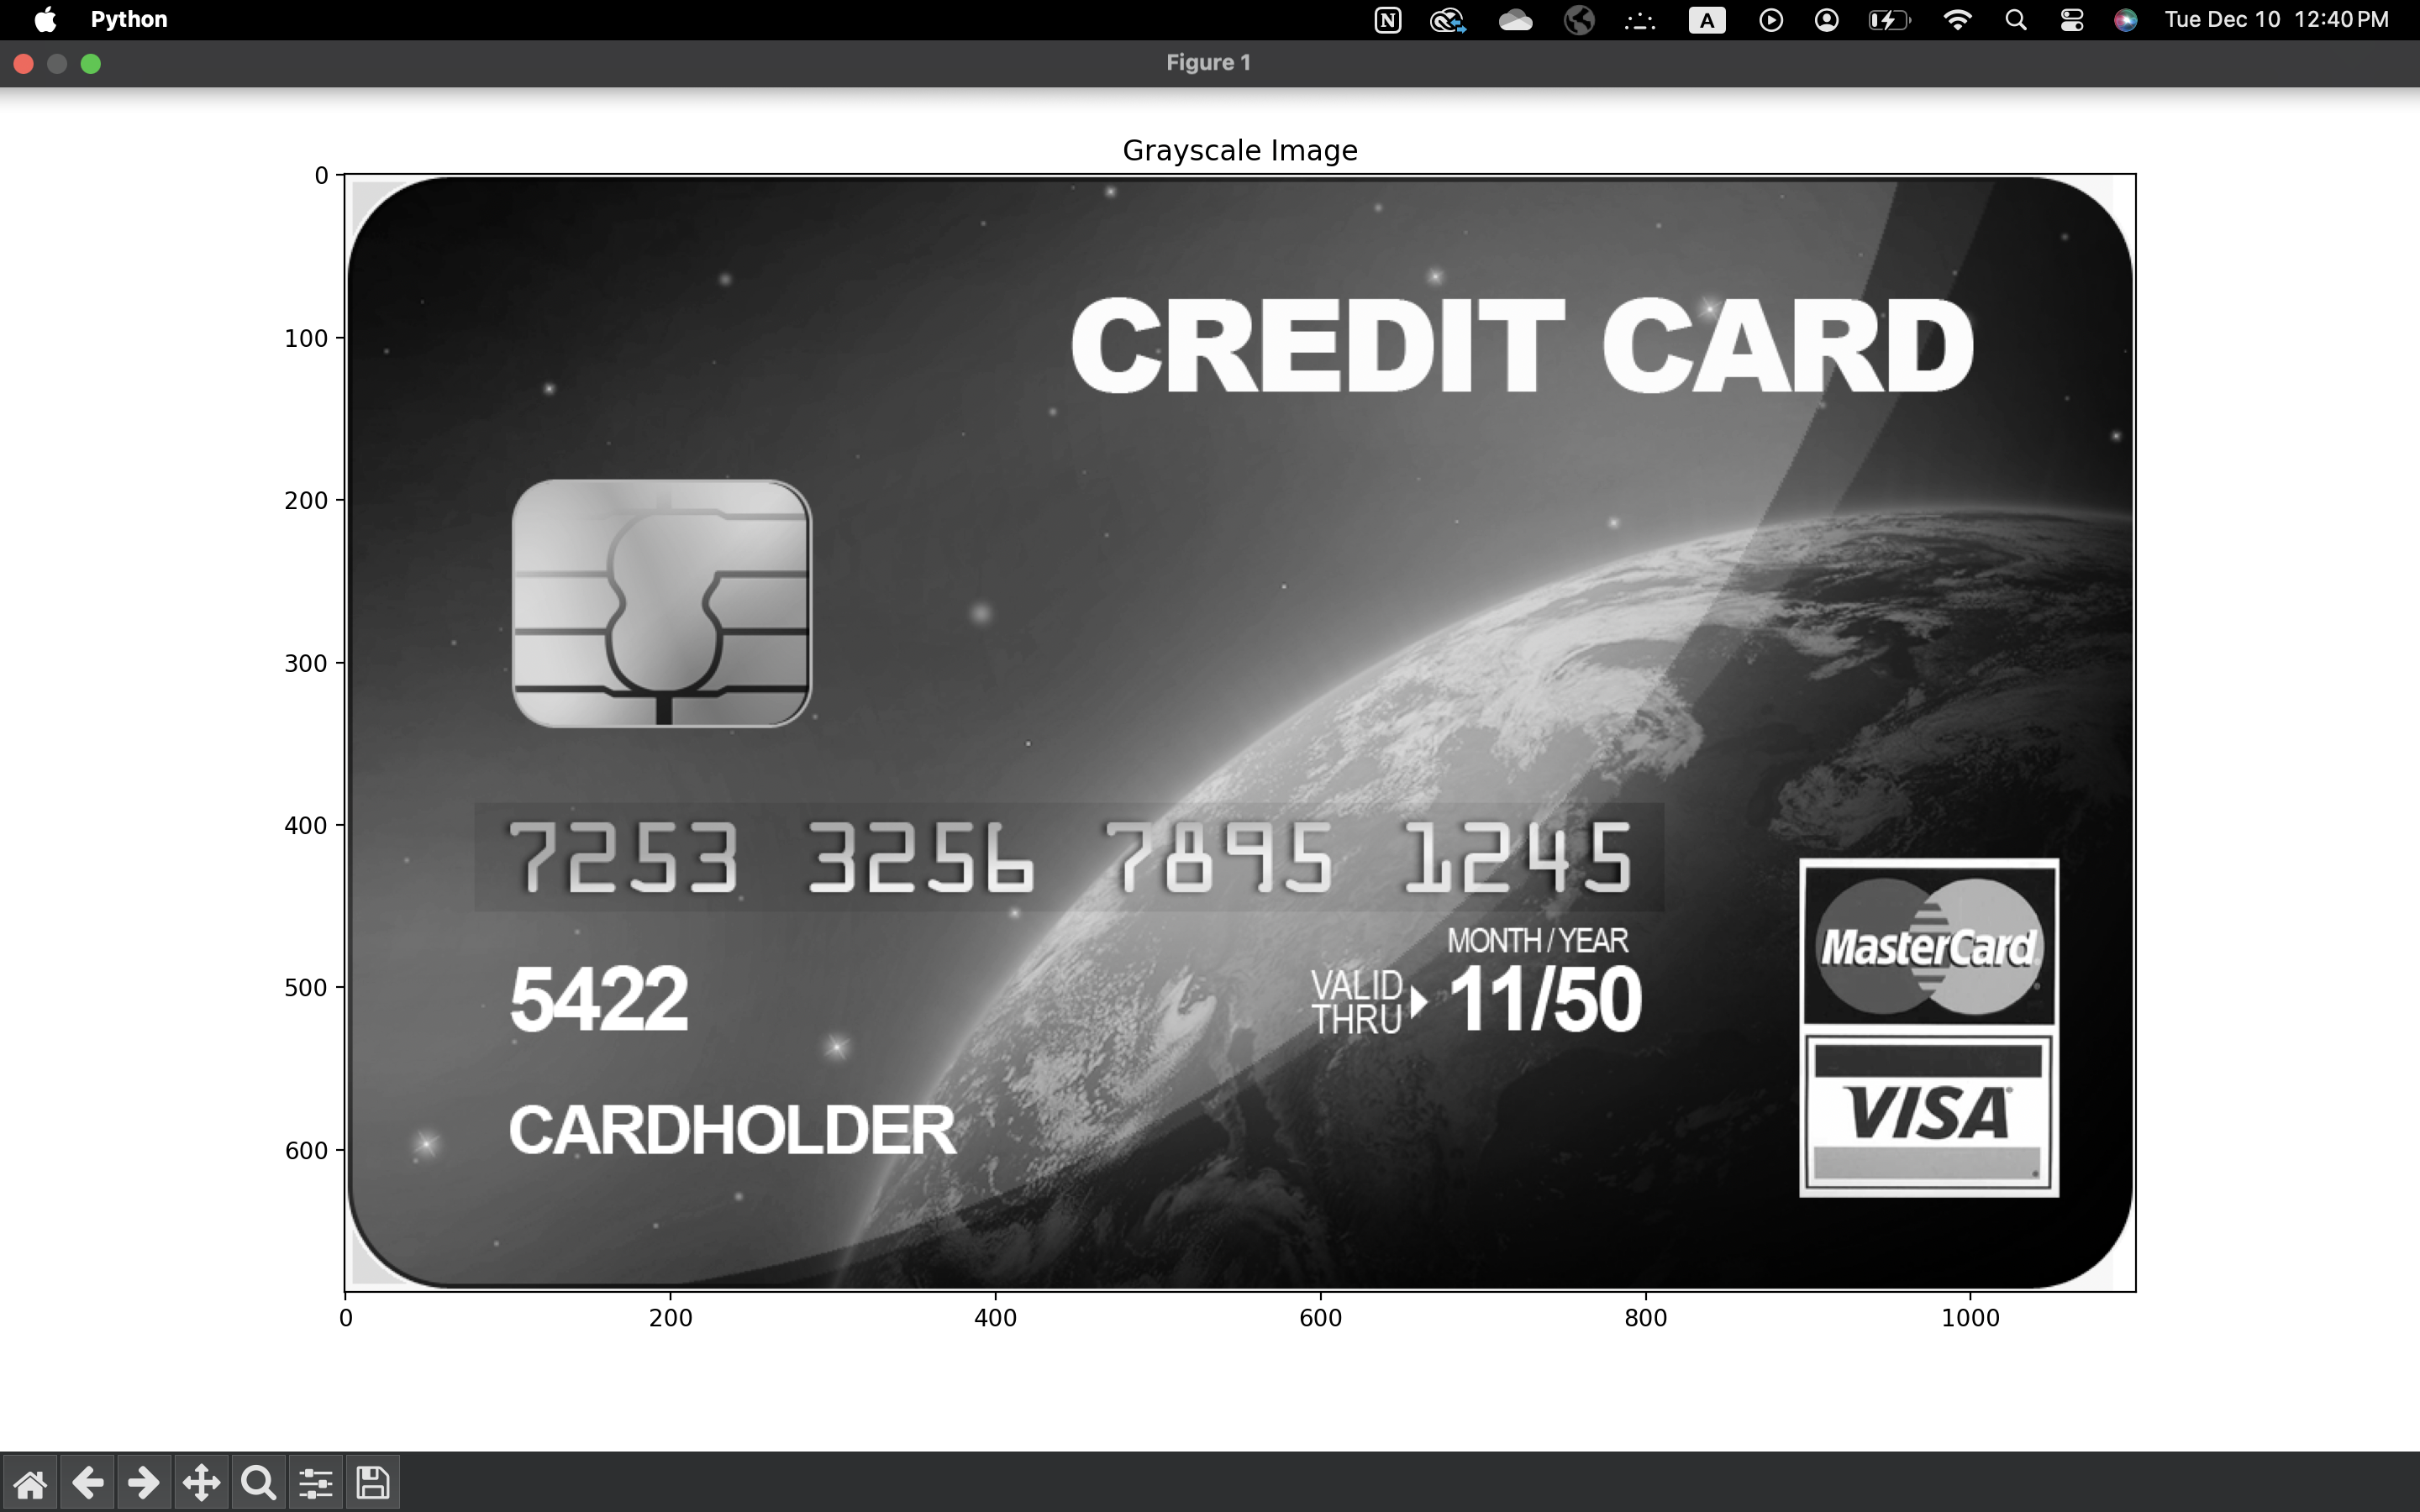 Python
N
A
Tue Dec 10 12:40 PM
Figure 1
Grayscale Image
0
100
200
300
400
500
600
CREDIT CARD
7253 3256 7895 1245
MONTH / YEAR
5422
VALID THRU
11/50
CARDHOLDER
MasterCard
VISA
0 200 400 600 800 1000